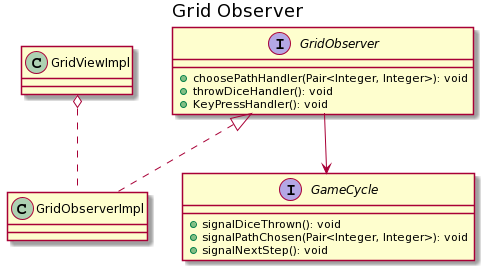 Grid Observer
C GridViewImpl
I GridObserver
choosePathHandler(Pair<Integer, Integer>): void
throwDiceHandler(): void
KeyPressHandler(): void
C GridObserverImpl
I GameCycle
signalDiceThrown(): void
signalPathChosen(Pair<Integer, Integer>): void
signalNextStep(): void